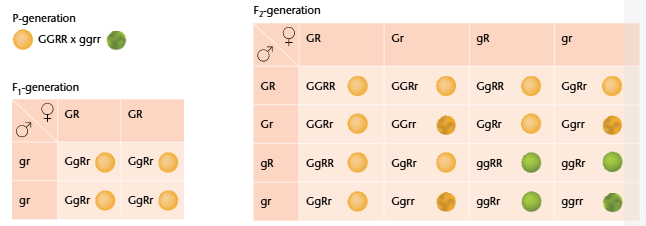 P-generation
GGRR x ggrr
F₁-generation
♀ GR GR
♂
gr GgRr GgRr
gr GgRr GgRr
F₂-generation
♀ GR Gr gR gr
♂
GR GGRR GGRr GgRR GgRr
Gr GGRr GGrr GgRr Ggrr
gR GgRR GgRr ggRR ggRr
gr GgRr Ggrr ggRr ggrr